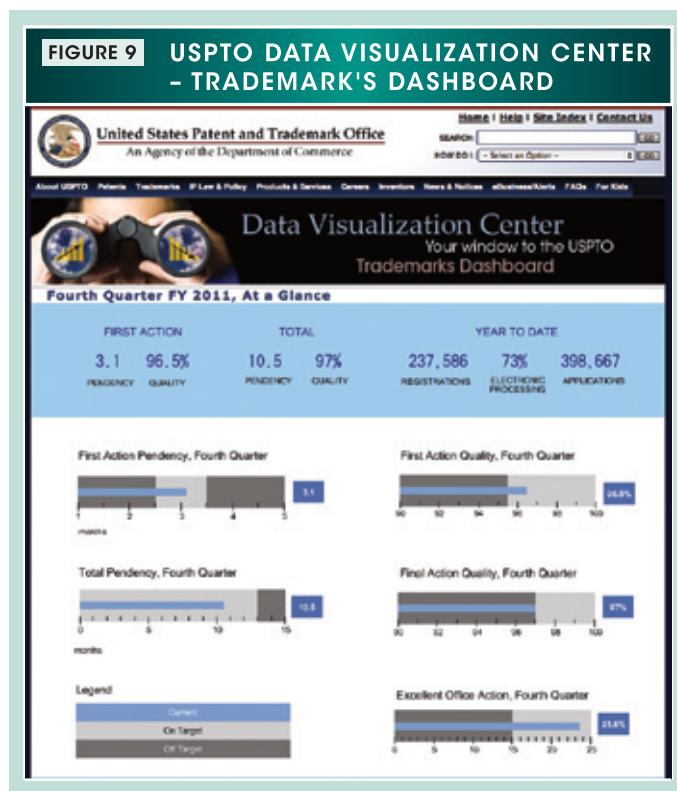 FIGURE 9
USPTO DATA VISUALIZATION CENTER
– TRADEMARK'S DASHBOARD
Home | Help | Site Index | Contact Us
United States Patent and Trademark Office
An Agency of the Department of Commerce
SEARCH:
HOW DO I:
- Select an Option -
About USPTO Patents Trademarks IP Law & Policy Products & Services Careers Inventors News & Notices eBusiness/Alerts FAQs For Kids
Data Visualization Center
Your window to the USPTO
Trademarks Dashboard
Fourth Quarter FY 2011, At a Glance
FIRST ACTION
3.1 96.5%
PENDENCY QUALITY
TOTAL
10.5 97%
PENDENCY QUALITY
YEAR TO DATE
237,586 73% 398,667
REGISTRATIONS ELECTRONIC PROCESSING APPLICATIONS
First Action Pendency, Fourth Quarter
3.1
1 2 3 4 5
months
First Action Quality, Fourth Quarter
96.5%
90 92 94 96 98 100
Total Pendency, Fourth Quarter
10.5
0 5 10 15
months
Final Action Quality, Fourth Quarter
97%
90 92 94 96 98 100
Legend
Current
On Target
Off Target
Excellent Office Action, Fourth Quarter
23.6%
0 5 10 15 20 25